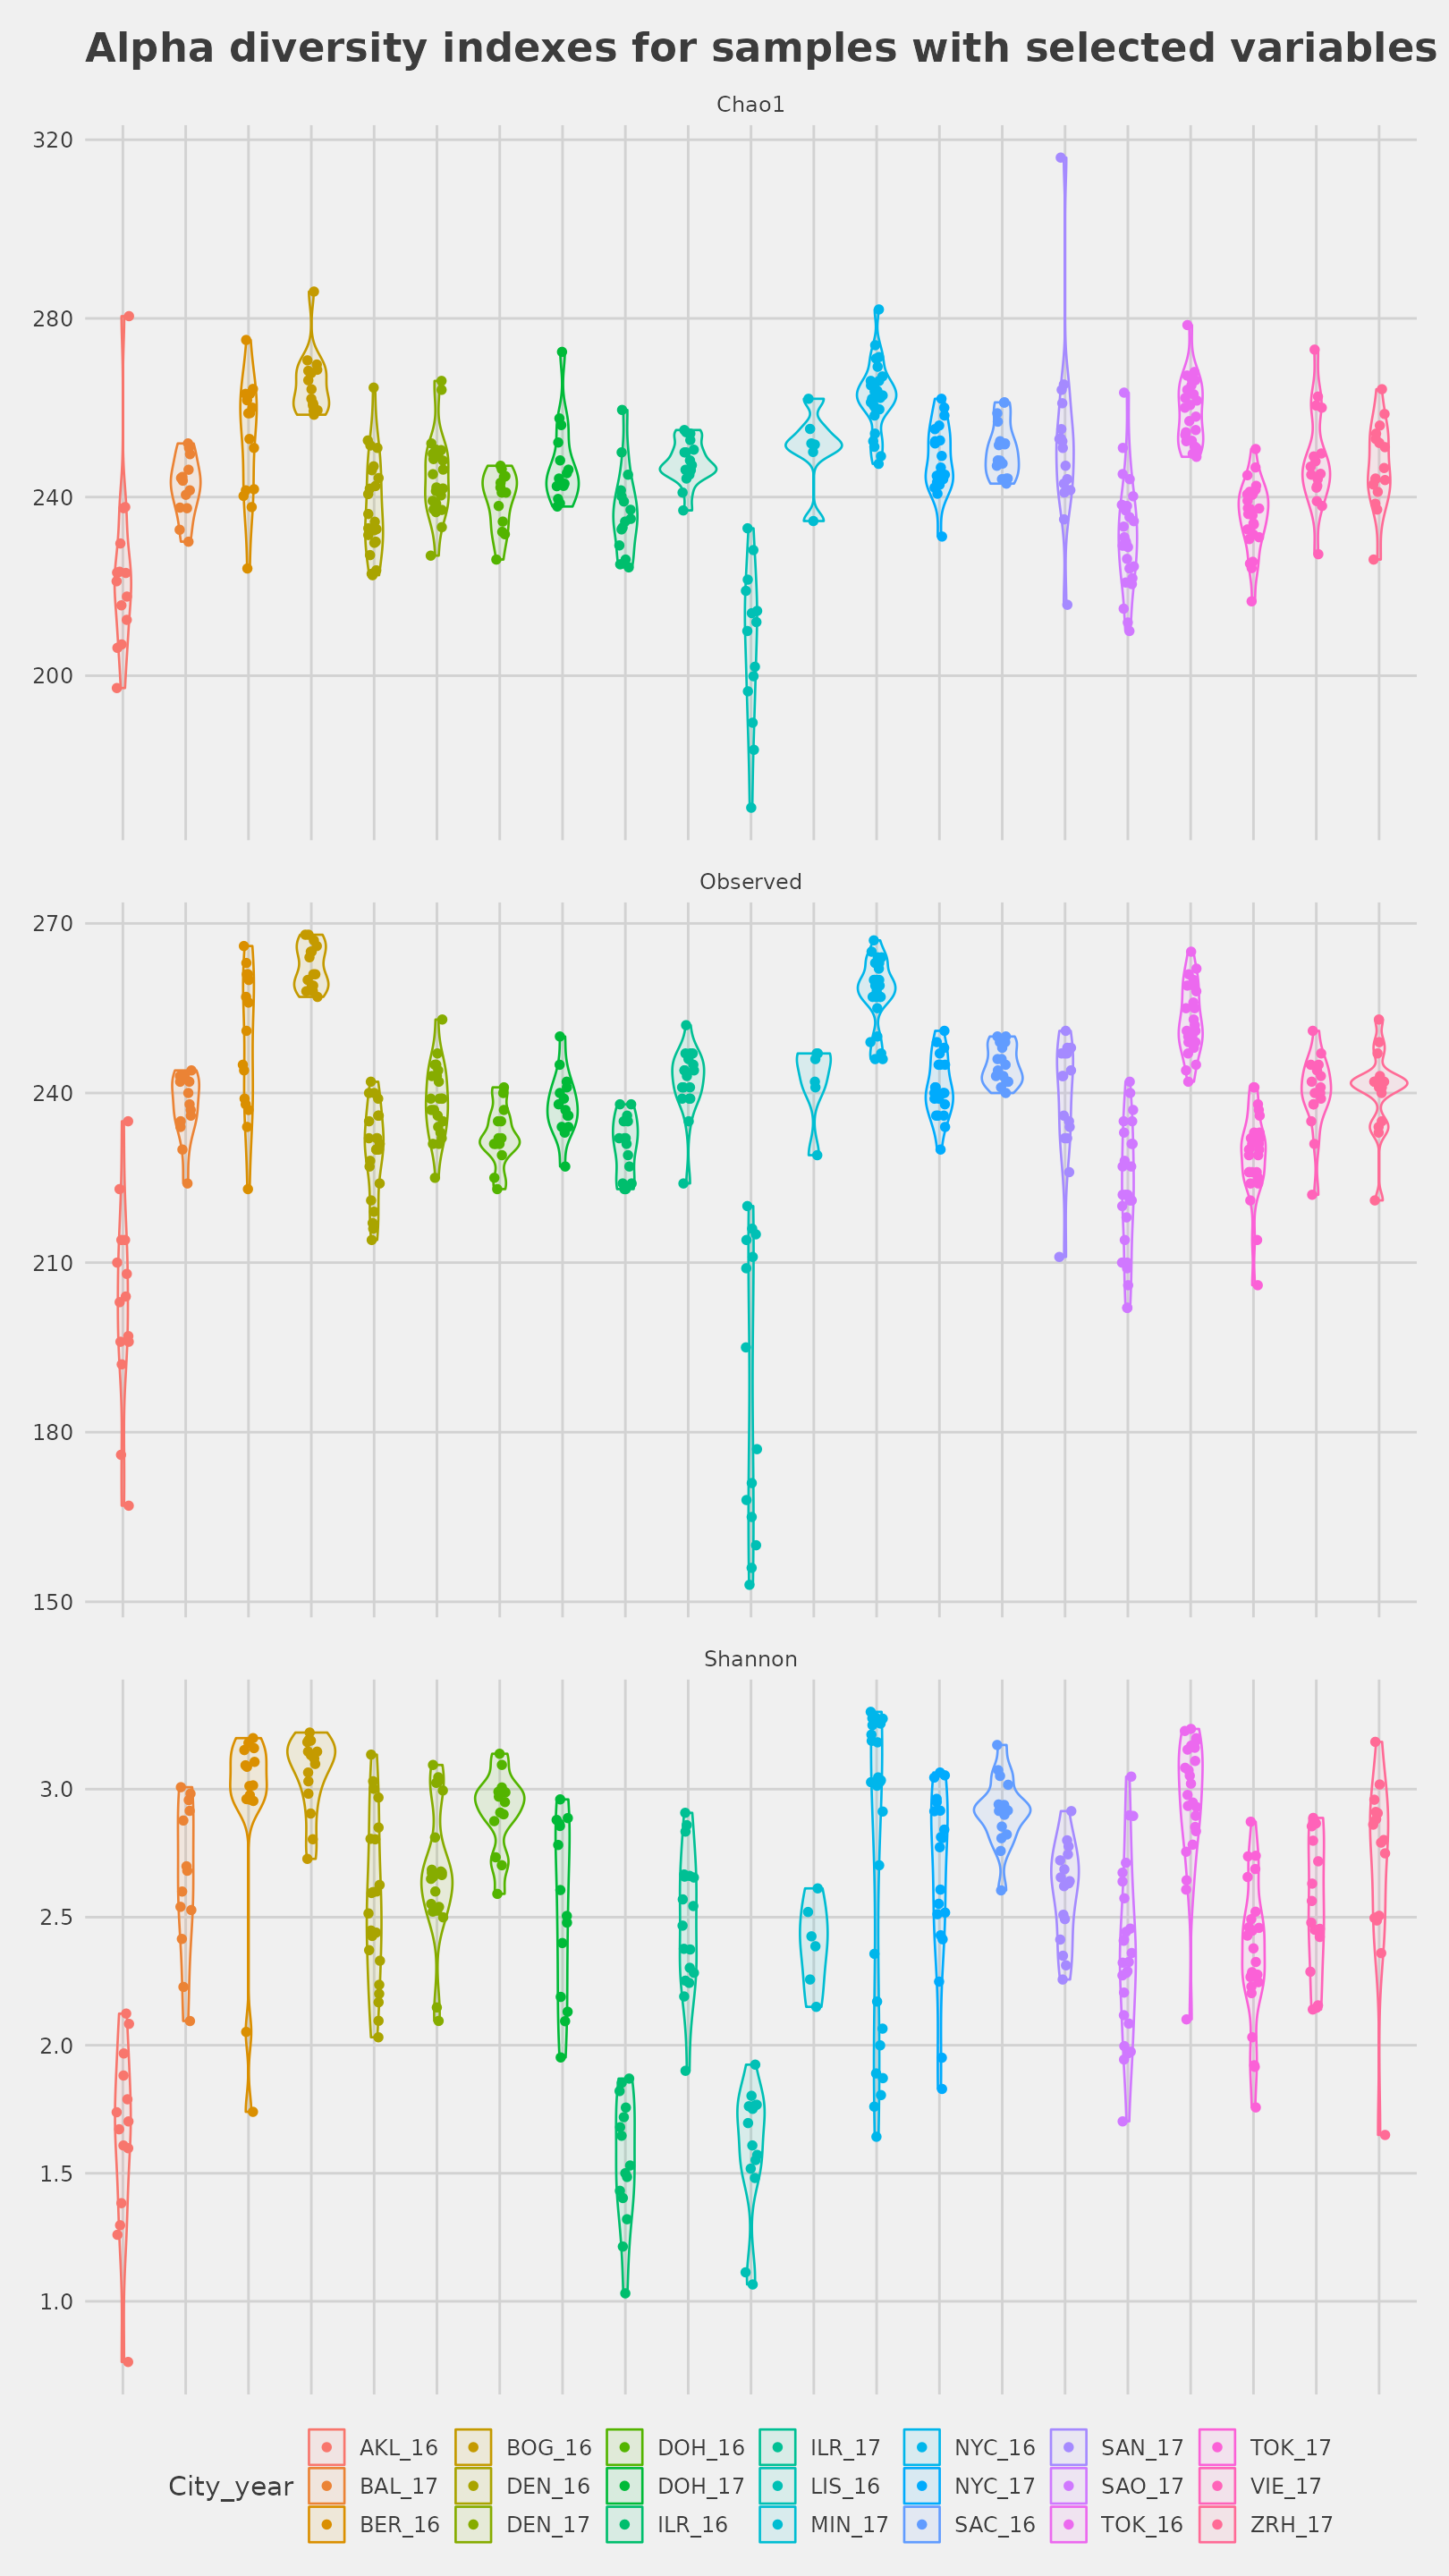 Alpha diversity indexes for samples with selected variables
Chao1
320
280
240
200
Observed
270
240
210
180
150
Shannon
3.0
2.5
2.0
1.5
1.0
City_year
AKL_16
BAL_17
BER_16
BOG_16
DEN_16
DEN_17
DOH_16
DOH_17
ILR_16
ILR_17
LIS_16
MIN_17
NYC_16
NYC_17
SAC_16
SAN_17
SAO_17
TOK_16
TOK_17
VIE_17
ZRH_17